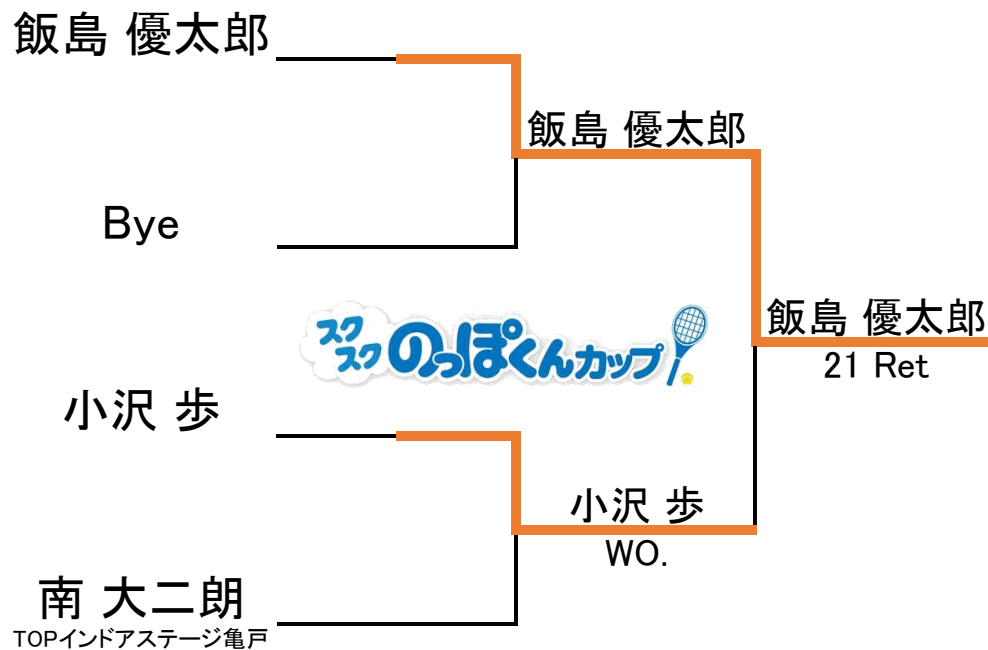 飯島 優太郎
飯島 優太郎
Bye
スク
スク のっぽくんカップ
飯島 優太郎
21 Ret
小沢 歩
小沢 歩
WO.
南 大二朗
TOPインドアステージ亀戸